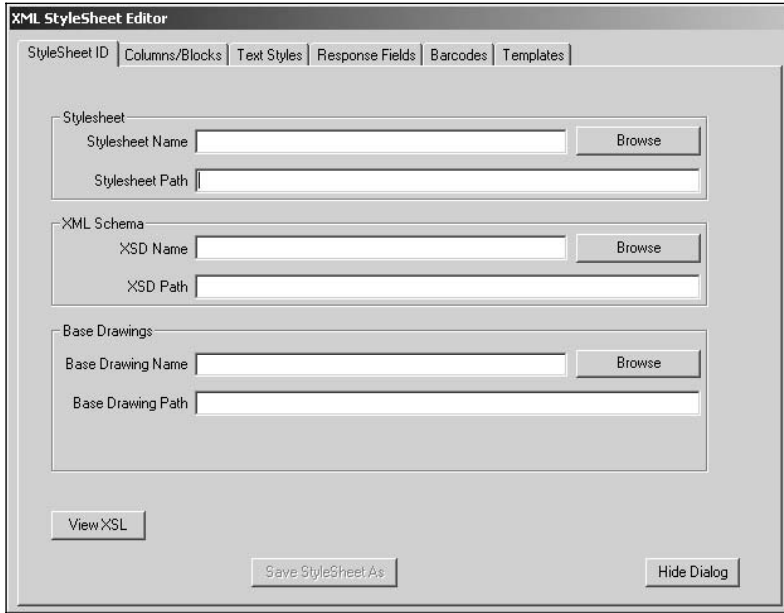 XML StyleSheet Editor
StyleSheet ID Columns/Blocks Text Styles Response Fields Barcodes Templates
Stylesheet
Stylesheet Name Browse
Stylesheet Path
XML Schema
XSD Name Browse
XSD Path
Base Drawings
Base Drawing Name Browse
Base Drawing Path
View XSL
Save StyleSheet As Hide Dialog